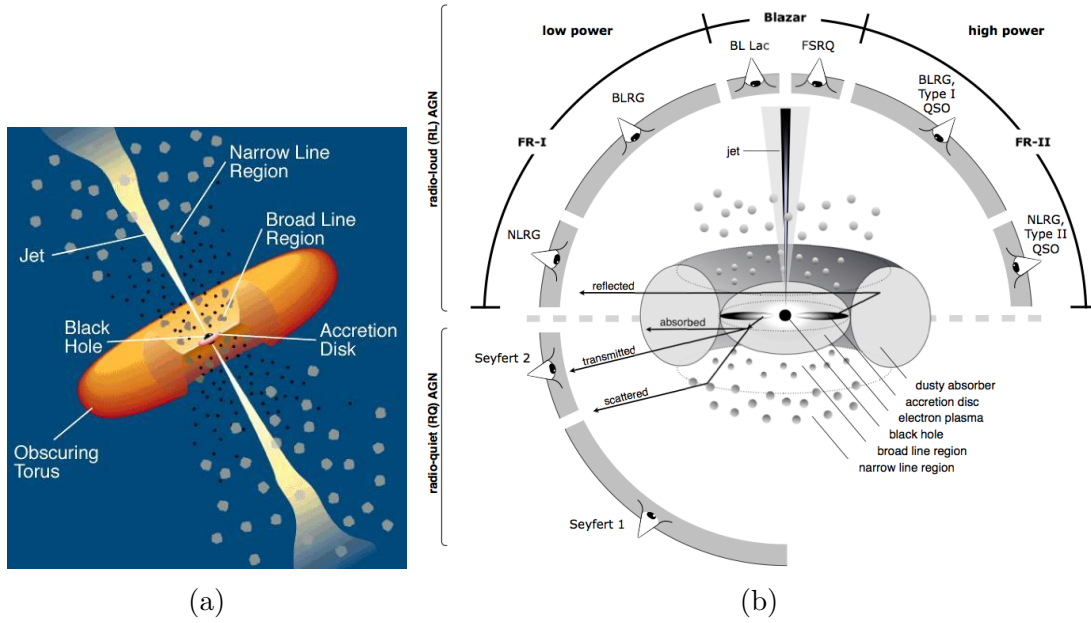 Narrow Line
Region
Broad Line
Region
Jet
Black
Hole
Accretion
Disk
Obscuring
Torus
(a)
radio-loud (RL) AGN
radio-quiet (RQ) AGN
low power
Blazar
high power
BL Lac
FSRQ
BLRG
BLRG,
Type I
QSO
FR-I
FR-II
jet
NLRG
NLRG,
Type II
QSO
reflected
absorbed
transmitted
scattered
Seyfert 2
dusty absorber
accretion disc
electron plasma
black hole
broad line region
narrow line region
Seyfert 1
(b)